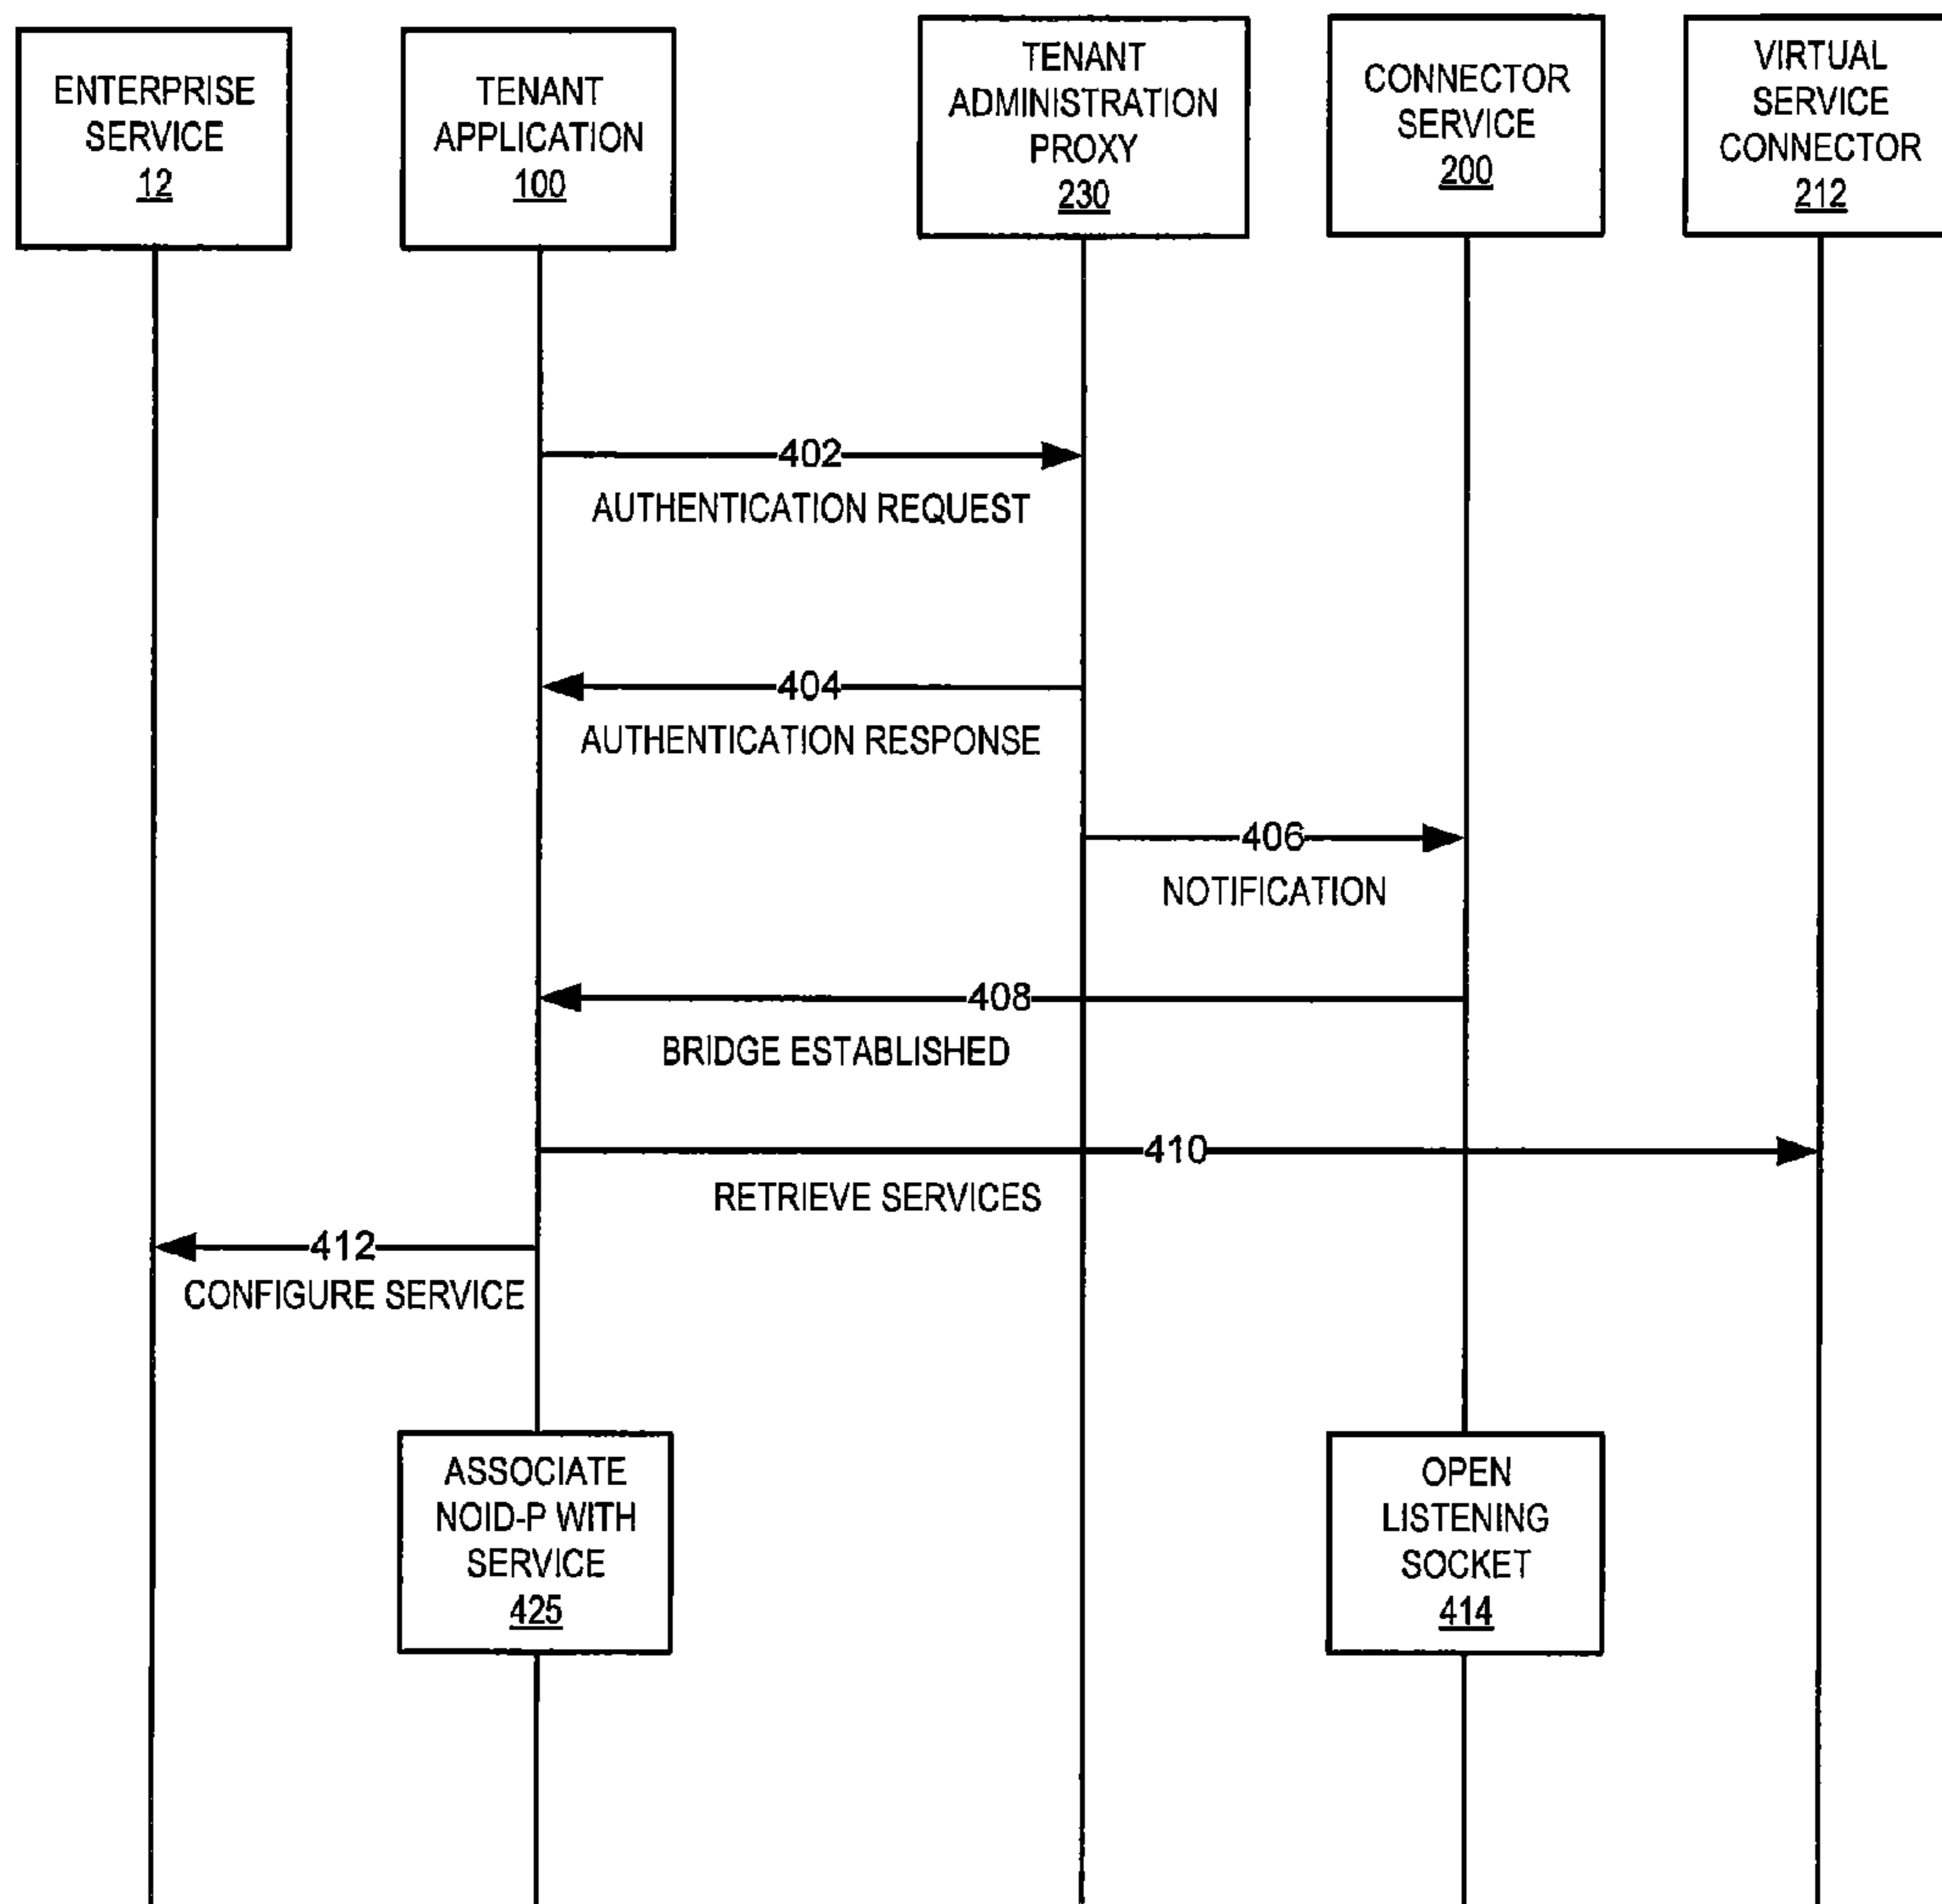 ENTERPRISE
SERVICE
12
TENANT
APPLICATION
100
TENANT
ADMINISTRATION
PROXY
230
CONNECTOR
SERVICE
200
VIRTUAL
SERVICE
CONNECTOR
212
402
AUTHENTICATION REQUEST
404
AUTHENTICATION RESPONSE
406
NOTIFICATION
408
BRIDGE ESTABLISHED
410
RETRIEVE SERVICES
412
CONFIGURE SERVICE
ASSOCIATE
NOID-P WITH
SERVICE
425
OPEN
LISTENING
SOCKET
414